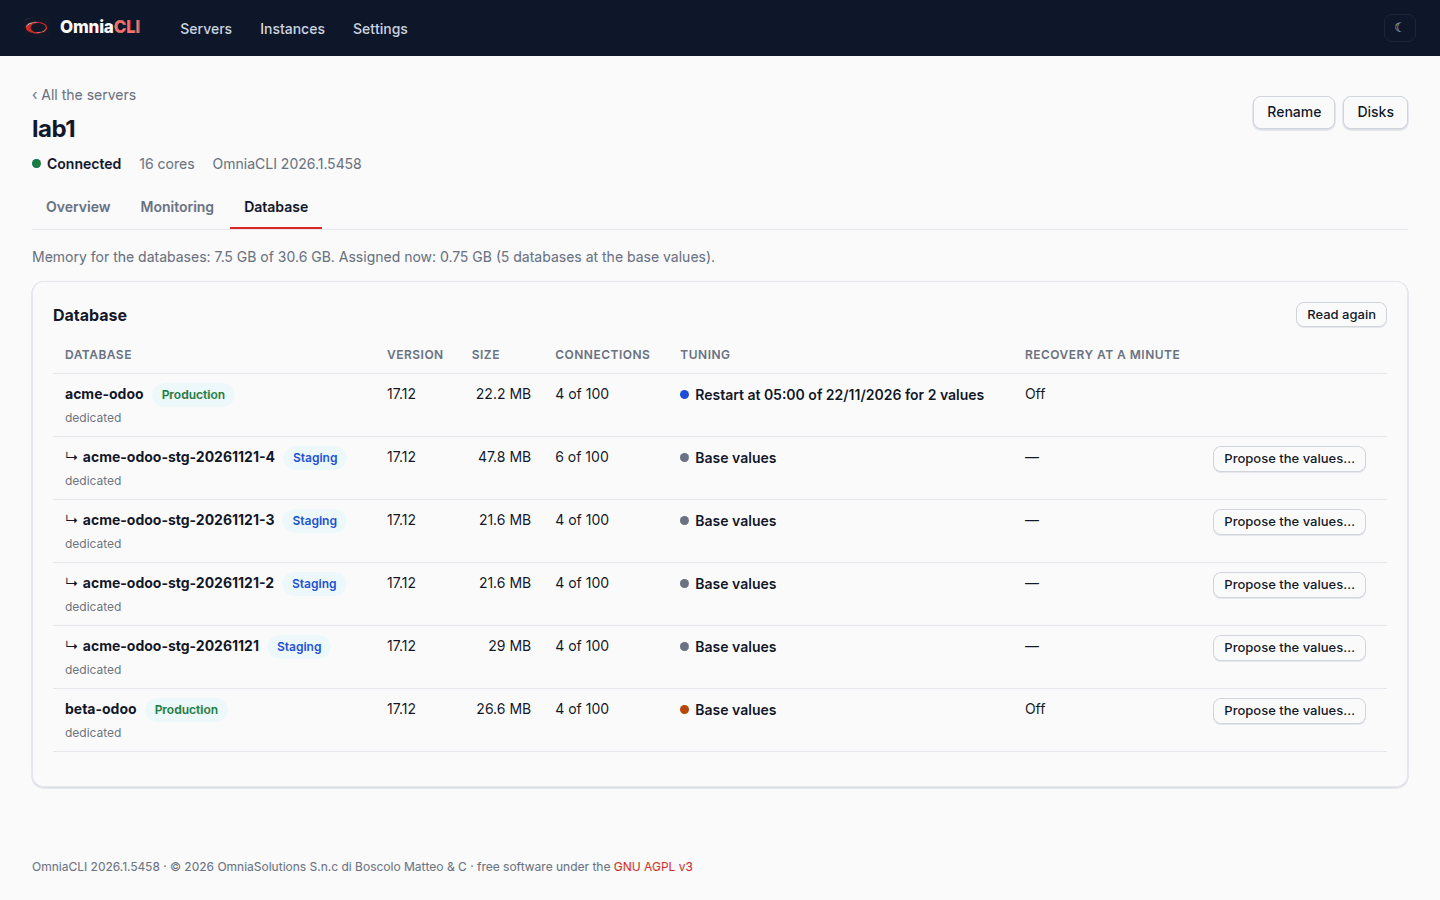 OmniaCLI Servers Instances Settings
‹ All the servers
lab1
Rename Disks
Connected 16 cores OmniaCLI 2026.1.5458
Overview Monitoring Database
Memory for the databases: 7.5 GB of 30.6 GB. Assigned now: 0.75 GB (5 databases at the base values).
Database Read again
DATABASE VERSION SIZE CONNECTIONS TUNING RECOVERY AT A MINUTE
acme-odoo Production 17.12 22.2 MB 4 of 100 Restart at 05:00 of 22/11/2026 for 2 values Off
dedicated
↳ acme-odoo-stg-20261121-4 Staging 17.12 47.8 MB 6 of 100 Base values — Propose the values...
dedicated
↳ acme-odoo-stg-20261121-3 Staging 17.12 21.6 MB 4 of 100 Base values — Propose the values...
dedicated
↳ acme-odoo-stg-20261121-2 Staging 17.12 21.6 MB 4 of 100 Base values — Propose the values...
dedicated
↳ acme-odoo-stg-20261121 Staging 17.12 29 MB 4 of 100 Base values — Propose the values...
dedicated
beta-odoo Production 17.12 26.6 MB 4 of 100 Base values Off Propose the values...
dedicated
OmniaCLI 2026.1.5458 · © 2026 OmniaSolutions S.n.c di Boscolo Matteo & C · free software under the GNU AGPL v3